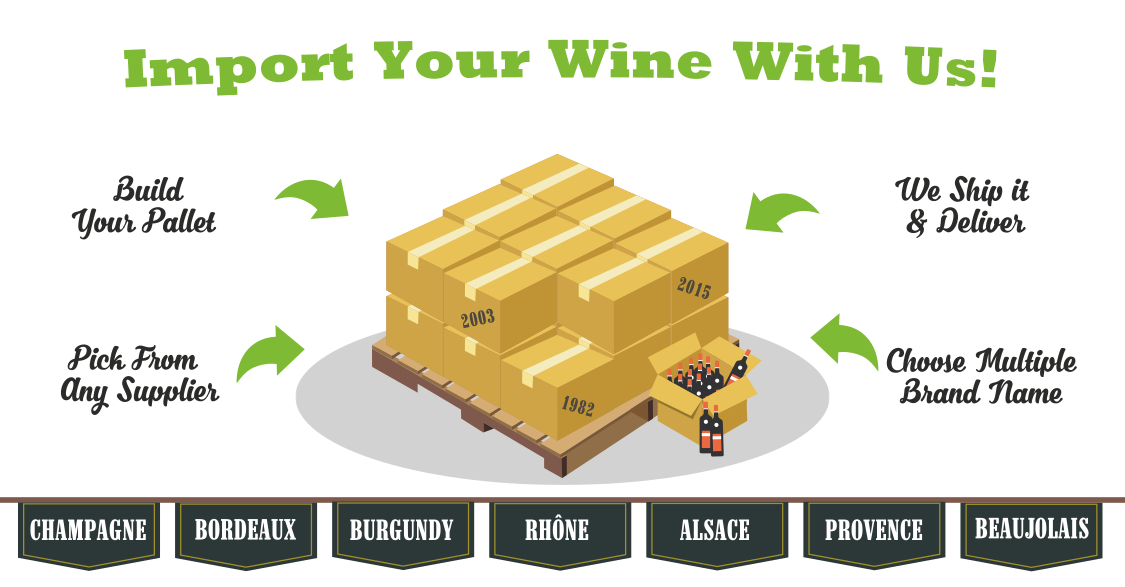 Import Your Wine With Us!
Build
Your Pallet
We Ship it
& Deliver
2015
2003
Pick From
Any Supplier
Choose Multiple
Brand Name
1982
CHAMPAGNE
BORDEAUX
BURGUNDY
RHÔNE
ALSACE
PROVENCE
BEAUJOLAIS